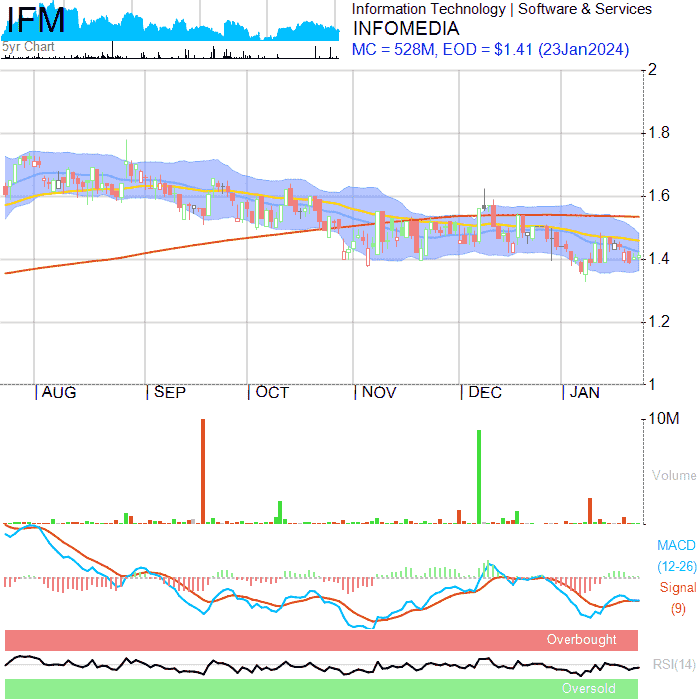 IFM
5yr Chart
Information Technology | Software & Services
INFOMEDIA
MC = 528M, EOD = $1.41 (23Jan2024)
2
1.8
1.6
1.4
1.2
1
|AUG |SEP |OCT |NOV |DEC |JAN
10M
Volume
MACD
(12-26)
Signal
(9)
Overbought
RSI(14)
Oversold